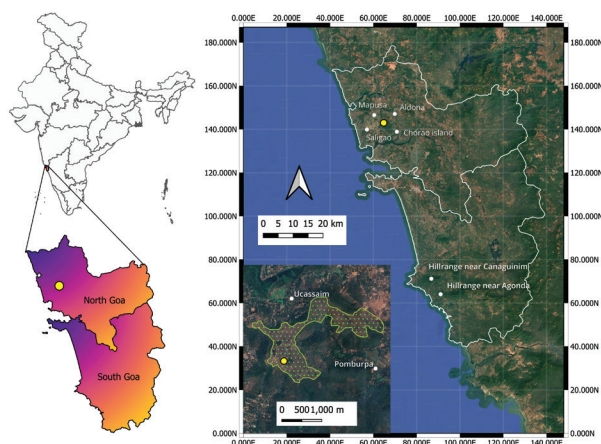 0.000E 20.000E 40.000E 60.000E 80.000E 100.000E 120.000E 140.000E
180.000N 180.000N
160.000N 160.000N
Mapusa Aldona
140.000N 140.000N
Saligao Chorao island
120.000N 120.000N
100.000N 100.000N
0 5 10 15 20 km
80.000N 80.000N
Hillrange near Canaguinim
Hillrange near Agonda
Ucassaim
60.000N 60.000N
North Goa
40.000N 40.000N
Pomburpa
South Goa
20.000N 20.000N
0 5001,000 m
0.000N 0.000N
0.000E 20.000E 40.000E 60.000E 80.000E 100.000E 120.000E 140.000E